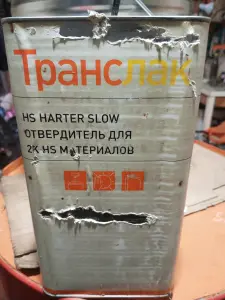 Транслак
HS HARTER SLOW
ОТВЕРДИТЕЛЬ ДЛЯ
2K HS МАТЕРИАЛОВ